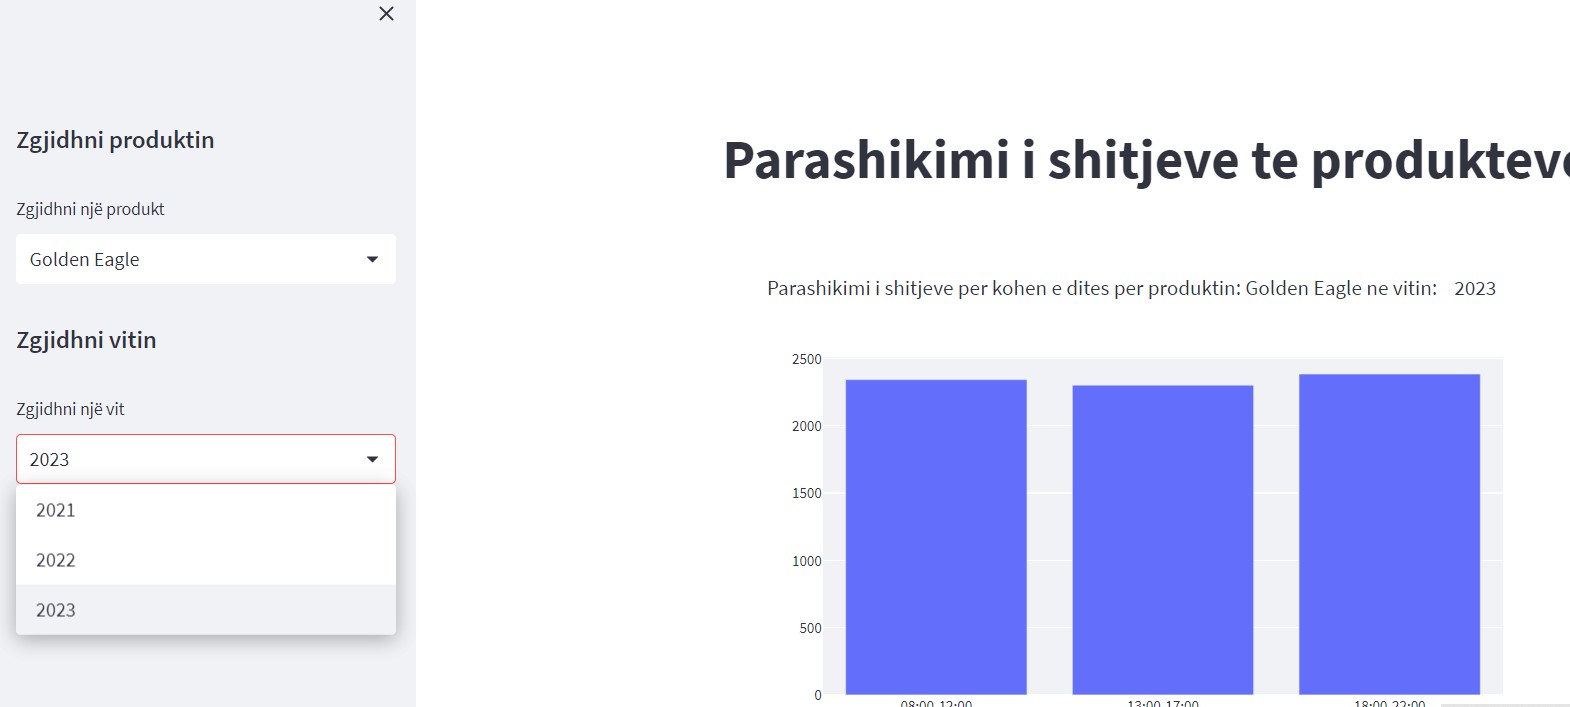 Zgjidhni produktin
Zgjidhni një produkt
Golden Eagle
Zgjidhni vitin
Zgjidhni një vit
2023
2021
2022
2023
Parashikimi i shitjeve te produkteve
Parashikimi i shitjeve per kohen e dites per produktin: Golden Eagle ne vitin: 2023
2500
2000
1500
1000
500
0
08:00-12:00 13:00-17:00 18:00-22:00